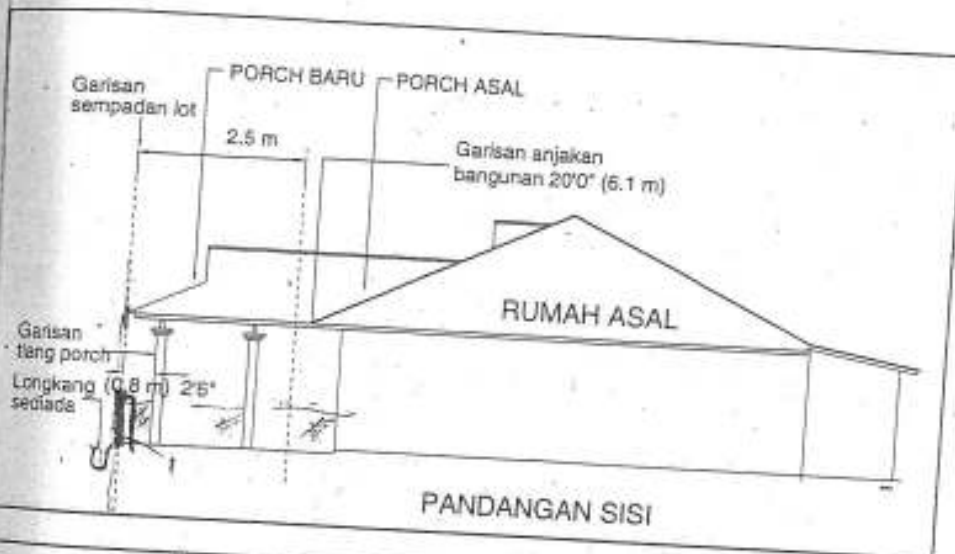 Garisan
sempadan lot
PORCH BARU
PORCH ASAL
2.5 m
Garisan anjakan
bangunan 20'0" (6.1 m)
RUMAH ASAL
Garisan
tiang porch
Longkang (0.8 m) 2'6"
sediada
PANDANGAN SISI